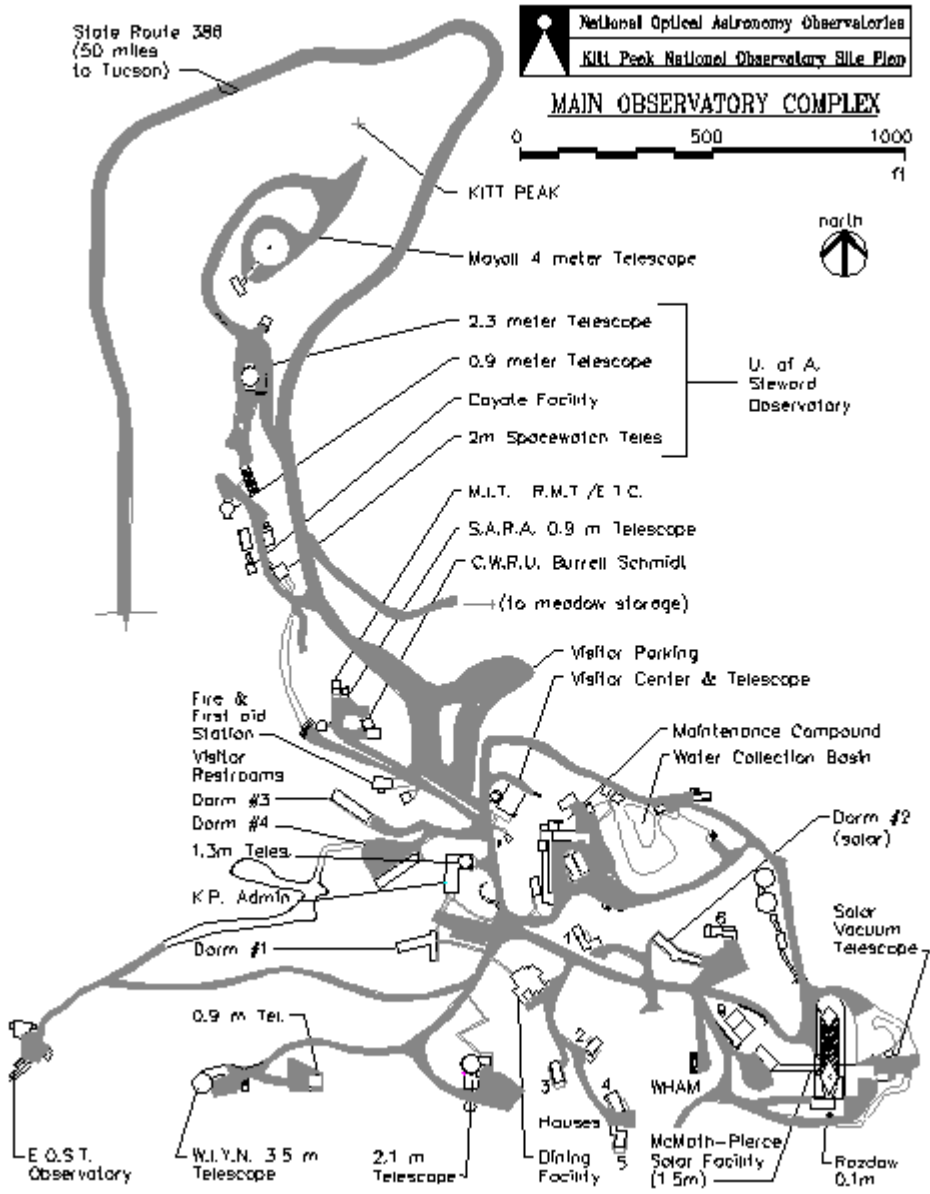 State Route 386
(50 miles
to Tucson)
National Optical Astronomy Observatories
Kitt Peak National Observatory Site Plan
MAIN OBSERVATORY COMPLEX
0 500 1000
ft
north
KITT PEAK
Mayall 4 meter Telescope
2.3 meter Telescope
0.9 meter Telescope
Coyote Facility
2m Spacewatch Teles
U. of A.
Steward
Observatory
M.I.T. R.M.T./E.T.C.
S.A.R.A. 0.9 m Telescope
C.W.R.U. Burrell Schmidt
(to meadow storage)
Visitor Parking
Visitor Center & Telescope
Maintenance Compound
Water Collection Basin
Fire &
First aid
Station
Visitor
Restrooms
Dorm #3
Dorm #4
1.3m Teles.
K.P. Admin
Dorm #1
Dorm #2
(solar)
Solar
Vacuum
Telescope
6
7
9
2
3
4
5
0.9 m Tel.
WHAM
Houses
E.O.S.T.
Observatory
W.I.Y.N. 3.5 m
Telescope
2.1 m
Telescope
Dining
Facility
McMath-Pierce
Solar Facility
(1.5m)
Razdow
0.1m